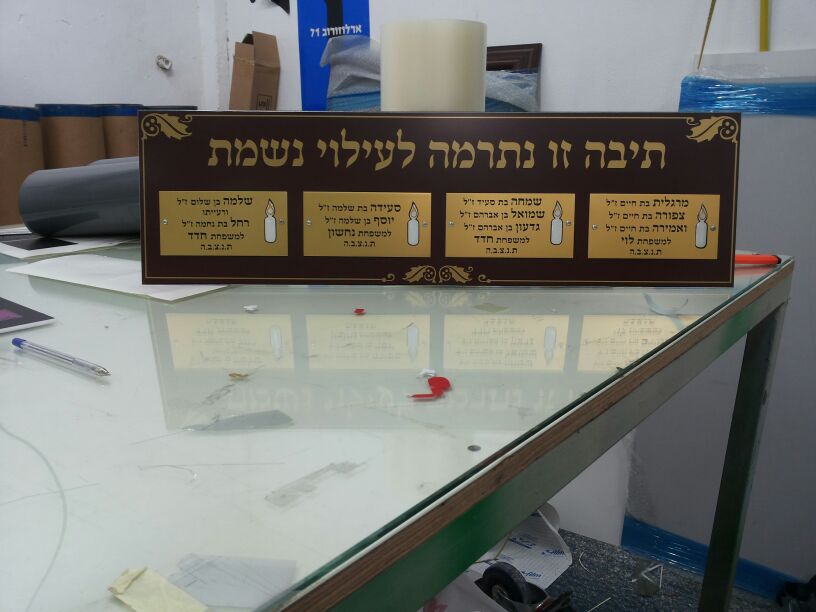 ארלוזורוב 71
תיבה זו נתרמה לעילוי נשמת
מרגלית בת חיים ז"ל
צפורה בת חיים ז"ל
ואמירה בת חיים ז"ל
למשפחת לוי
ת.נ.צ.ב.ה
שמחה בת סעיד ז"ל
שמואל בן אברהם ז"ל
גדעון בן אברהם ז"ל
למשפחת חדד
ת.נ.צ.ב.ה
סעידה בת שלמה ז"ל
יוסף בן שלמה ז"ל
למשפחת נחשון
ת.נ.צ.ב.ה
שלמה בן שלום ז"ל
ורעייתו
רחל בת נחמה ז"ל
למשפחת חדד
ת.נ.צ.ב.ה